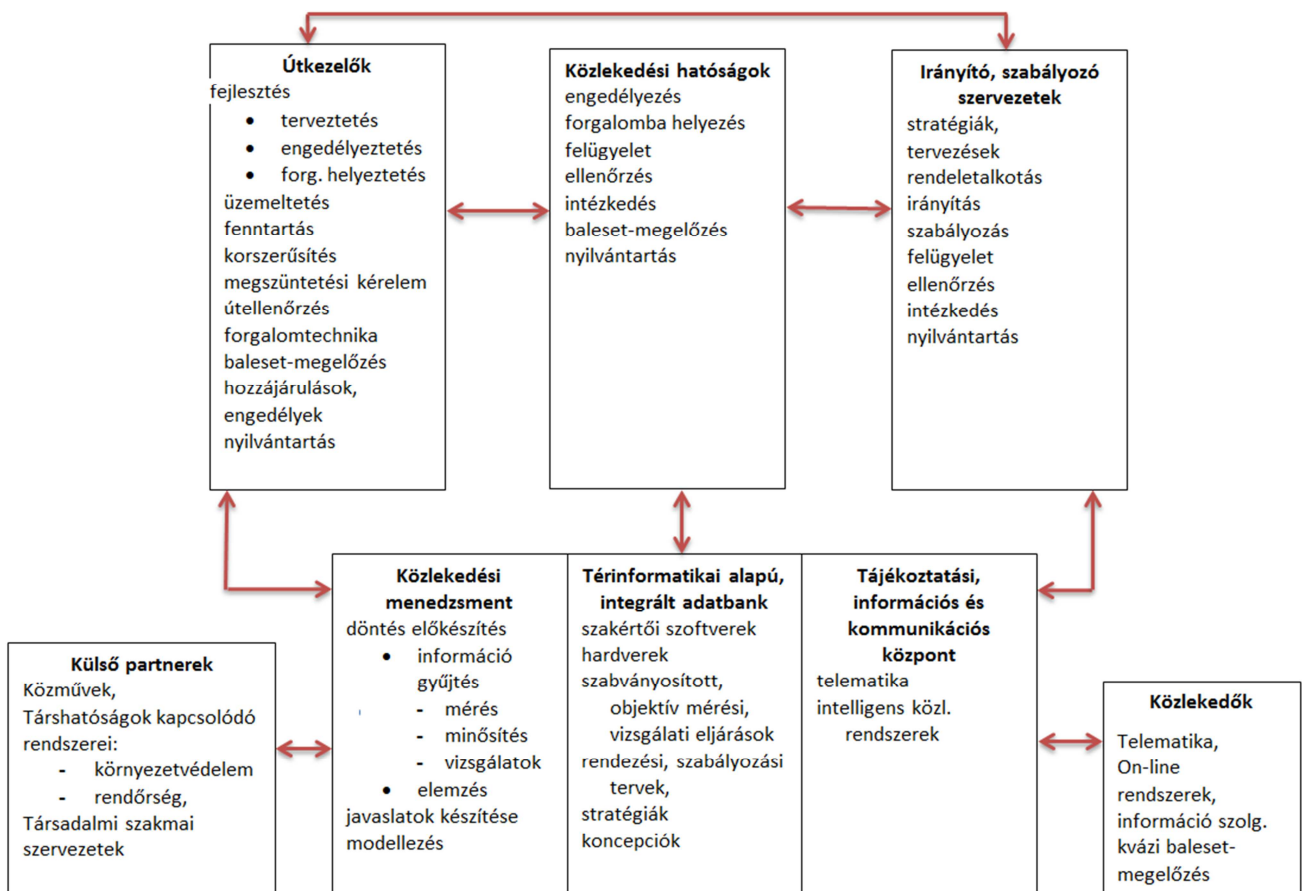 Útkezelők
fejlesztés
• terveztetés
• engedélyeztetés
• forg. helyeztetés
üzemeltetés
fenntartás
korszerűsítés
megszüntetési kérelem
útellenőrzés
forgalomtechnika
baleset-megelőzés
hozzájárulások,
engedélyek
nyilvántartás
Közlekedési hatóságok
engedélyezés
forgalomba helyezés
felügyelet
ellenőrzés
intézkedés
baleset-megelőzés
nyilvántartás
Irányító, szabályozó
szervezetek
stratégiák,
tervezések
rendeletalkotás
irányítás
szabályozás
felügyelet
ellenőrzés
intézkedés
nyilvántartás
Külső partnerek
Közművek,
Társhatóságok kapcsolódó
rendszerei:
- környezetvédelem
- rendőrség,
Társadalmi szakmai
szervezetek
Közlekedési
menedzsment
döntés előkészítés
• információ
gyűjtés
- mérés
- minősítés
- vizsgálatok
• elemzés
javaslatok készítése
modellezés
Térinformatikai alapú,
integrált adatbank
szakértői szoftverek
hardverek
szabványosított,
objektív mérési,
vizsgálati eljárások
rendezési, szabályozási
tervek,
stratégiák
koncepciók
Tájékoztatási,
információs és
kommunikációs
központ
telematika
intelligens közl.
rendszerek
Közlekedők
Telematika,
On-line
rendszerek,
információ szolg.
kvázi baleset-
megelőzés